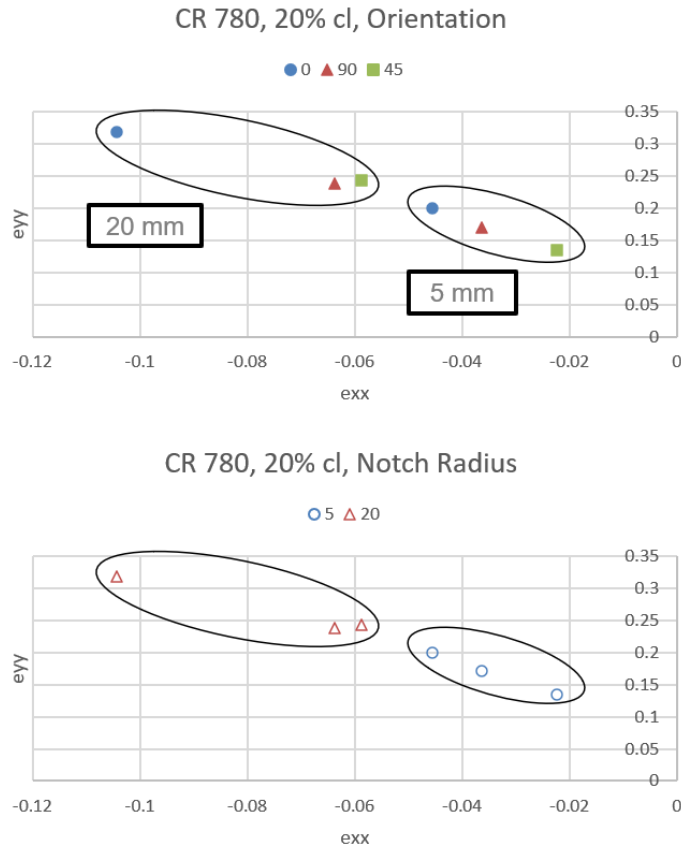 CR 780, 20% cl, Orientation
0 90 45
0.35
0.3
0.25
0.2
0.15
0.1
0.05
0
eyy
20 mm
5 mm
-0.12 -0.1 -0.08 -0.06 -0.04 -0.02 0
exx
CR 780, 20% cl, Notch Radius
5 20
0.35
0.3
0.25
0.2
0.15
0.1
0.05
0
eyy
-0.12 -0.1 -0.08 -0.06 -0.04 -0.02 0
exx